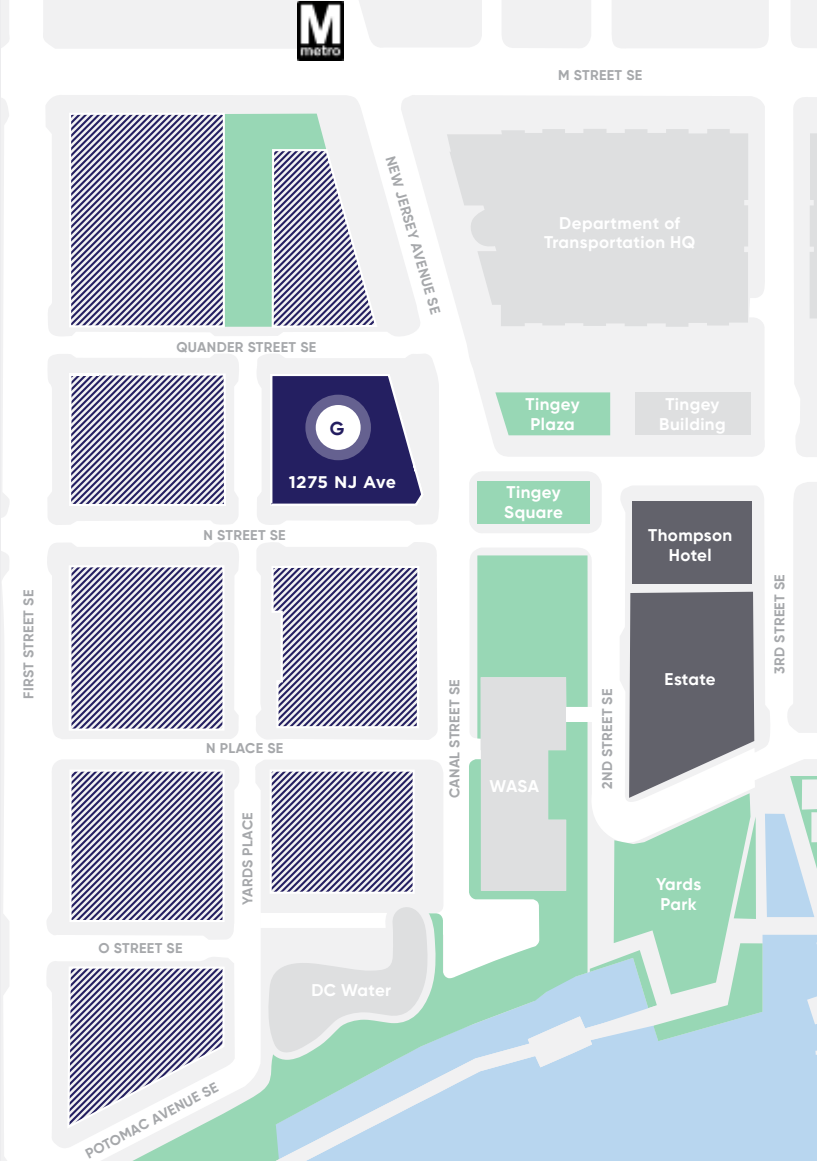 M
metro
M STREET SE
NEW JERSEY AVENUE SE
Department of
Transportation HQ
QUANDER STREET SE
Tingey
Plaza
Tingey
Building
G
1275 NJ Ave
Tingey
Square
N STREET SE
Thompson
Hotel
FIRST STREET SE
3RD STREET SE
Estate
CANAL STREET SE
2ND STREET SE
N PLACE SE
WASA
YARDS PLACE
Yards
Park
O STREET SE
DC Water
POTOMAC AVENUE SE